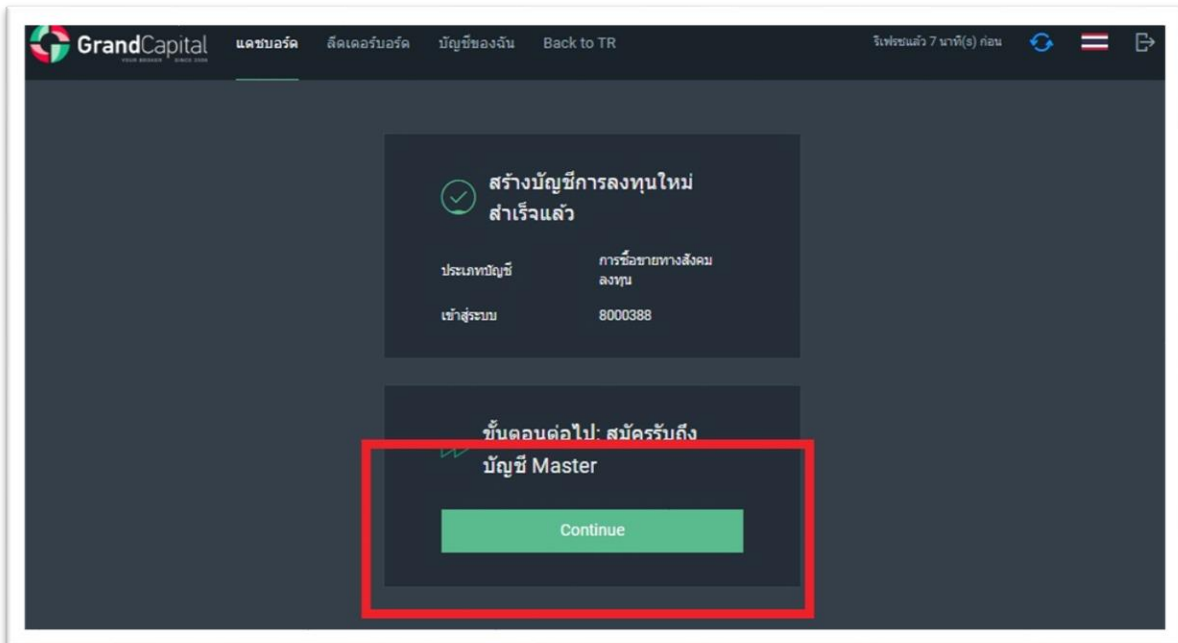 GrandCapital
YOUR BROKER SINCE 2006
แดชบอร์ด
ลีดเดอร์บอร์ด
บัญชีของฉัน
Back to TR
รีเฟรชแล้ว 7 นาที(s) ก่อน
สร้างบัญชีการลงทุนใหม่
สำเร็จแล้ว
ประเภทบัญชี
การซื้อขายทางสังคม
ลงทุน
เข้าสู่ระบบ
8000388
ขั้นตอนต่อไป: สมัครรับถึง
บัญชี Master
Continue